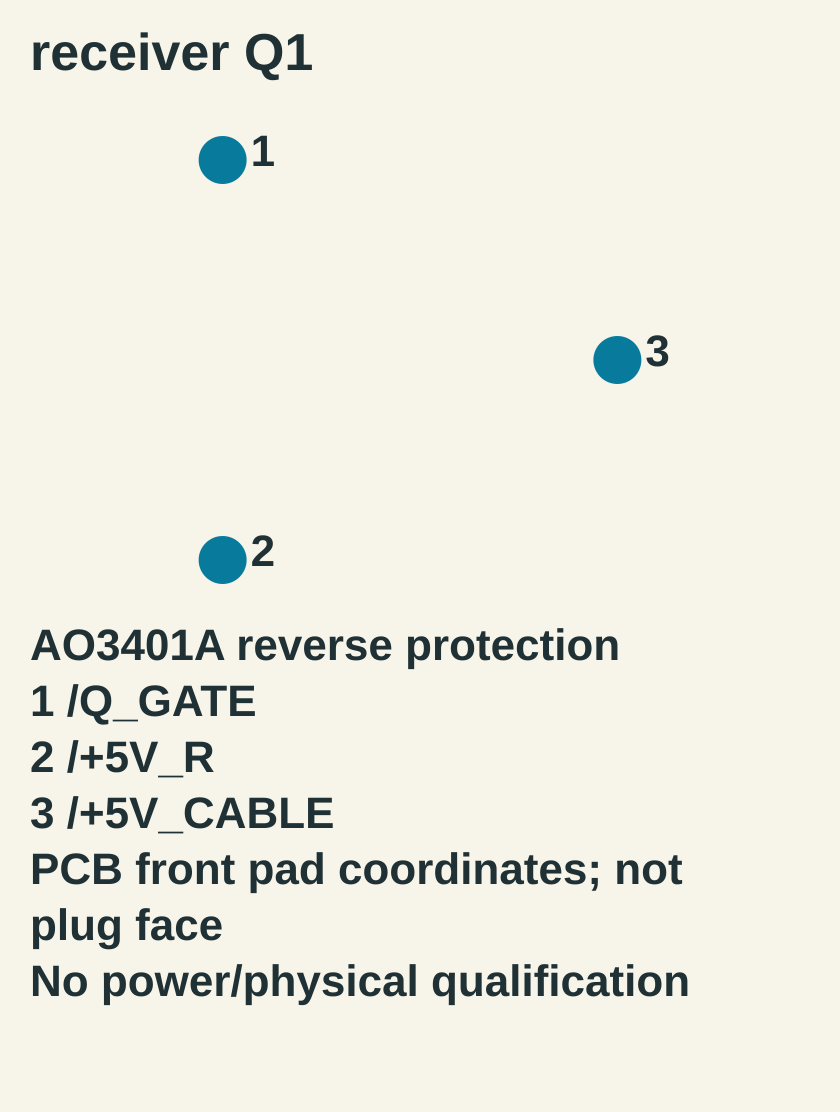 receiver Q1
1
3
2
AO3401A reverse protection
1 /Q_GATE
2 /+5V_R
3 /+5V_CABLE
PCB front pad coordinates; not
plug face
No power/physical qualification